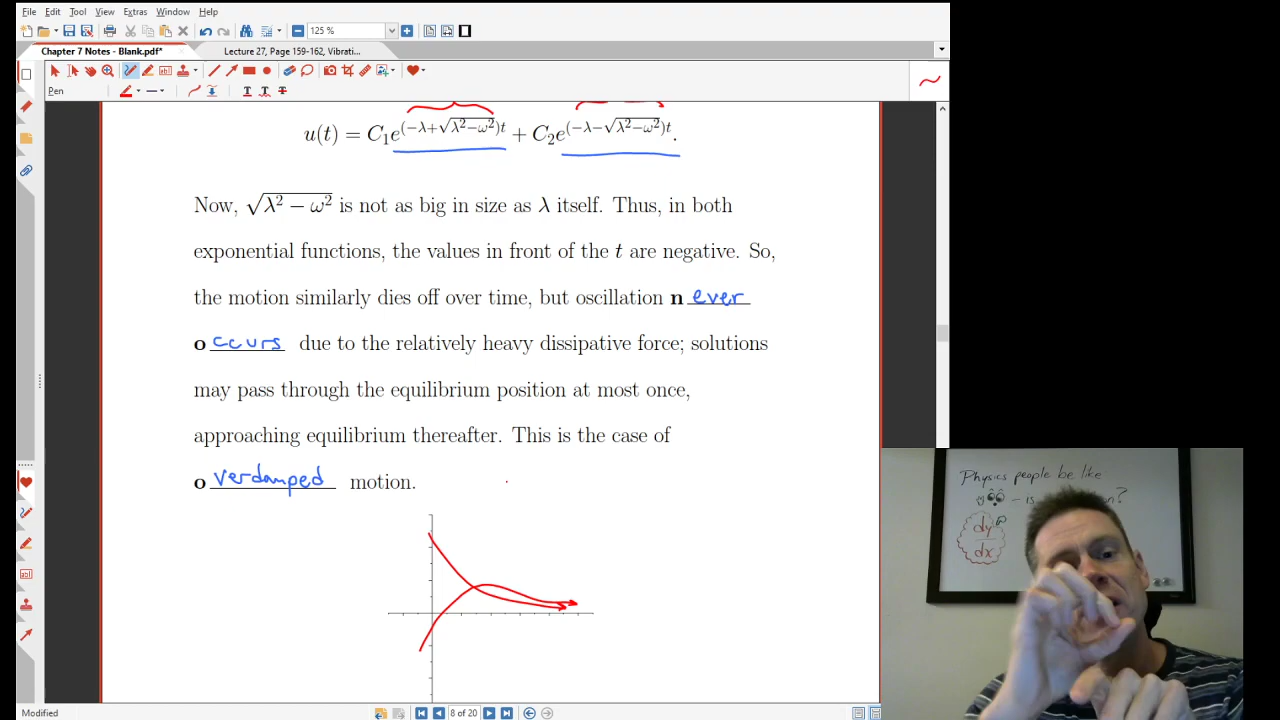 File Edit Tool View Extras Window Help
125 %
Chapter 7 Notes - Blank.pdf*
Lecture 27, Page 159-162, Vibrati...
Pen
u(t) = C₁e^{(−λ+√(λ²−ω²))t} + C₂e^{(−λ−√(λ²−ω²))t}.
Now, √(λ² − ω²) is not as big in size as λ itself. Thus, in both
exponential functions, the values in front of the t are negative. So,
the motion similarly dies off over time, but oscillation never
occurs due to the relatively heavy dissipative force; solutions
may pass through the equilibrium position at most once,
approaching equilibrium thereafter. This is the case of
overdamped motion.
Physics people be like
dy
dx
Modified
8 of 20